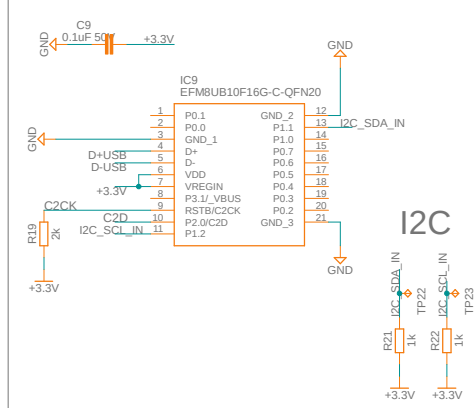 C9
0.1uF 50V
GND
+3.3V
GND
IC9
EFM8UB10F16G-C-QFN20
1 P0.1 GND_2 12
2 P0.0 P1.1 13 I2C_SDA_IN
GND 3 GND_1 P1.0 14
D+USB 4 D+ P0.7 15
D-USB 5 D- P0.6 16
6 VDD P0.5 17
+3.3V 7 VREGIN P0.4 18
8 P3.1/_VBUS P0.3 19
C2CK 9 RSTB/C2CK P0.2 20
C2D 10 P2.0/C2D GND_3 21
I2C_SCL_IN 11 P1.2
R19
2k
+3.3V
GND
I2C
I2C_SDA_IN
I2C_SDA_IN
TP22
R21
1k
+3.3V
I2C_SCL_IN
I2C_SCL_IN
TP23
R22
1k
+3.3V